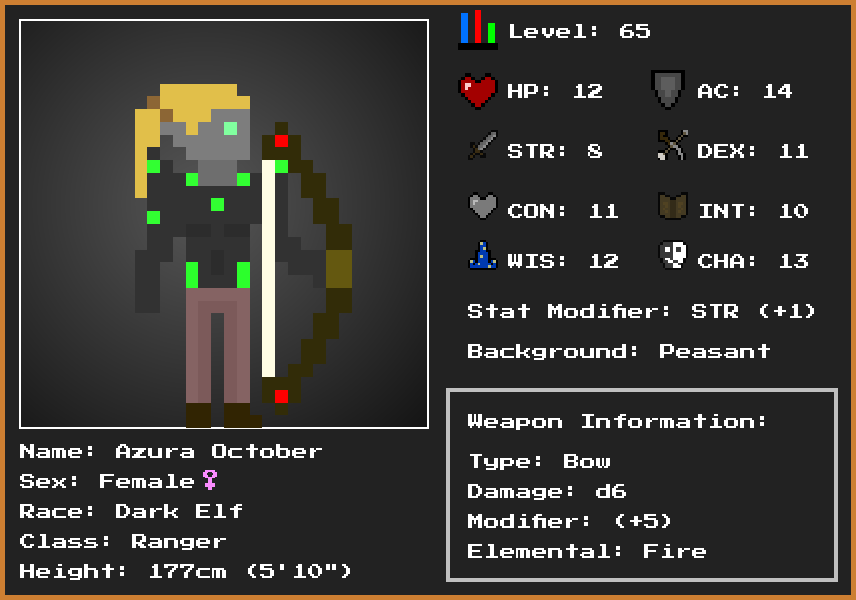 Level: 65
HP: 12
AC: 14
STR: 8
DEX: 11
CON: 11
INT: 10
WIS: 12
CHA: 13
Stat Modifier: STR (+1)
Background: Peasant
Weapon Information:
Type: Bow
Damage: d6
Modifier: (+5)
Elemental: Fire
Name: Azura October
Sex: Female♀
Race: Dark Elf
Class: Ranger
Height: 177cm (5'10")